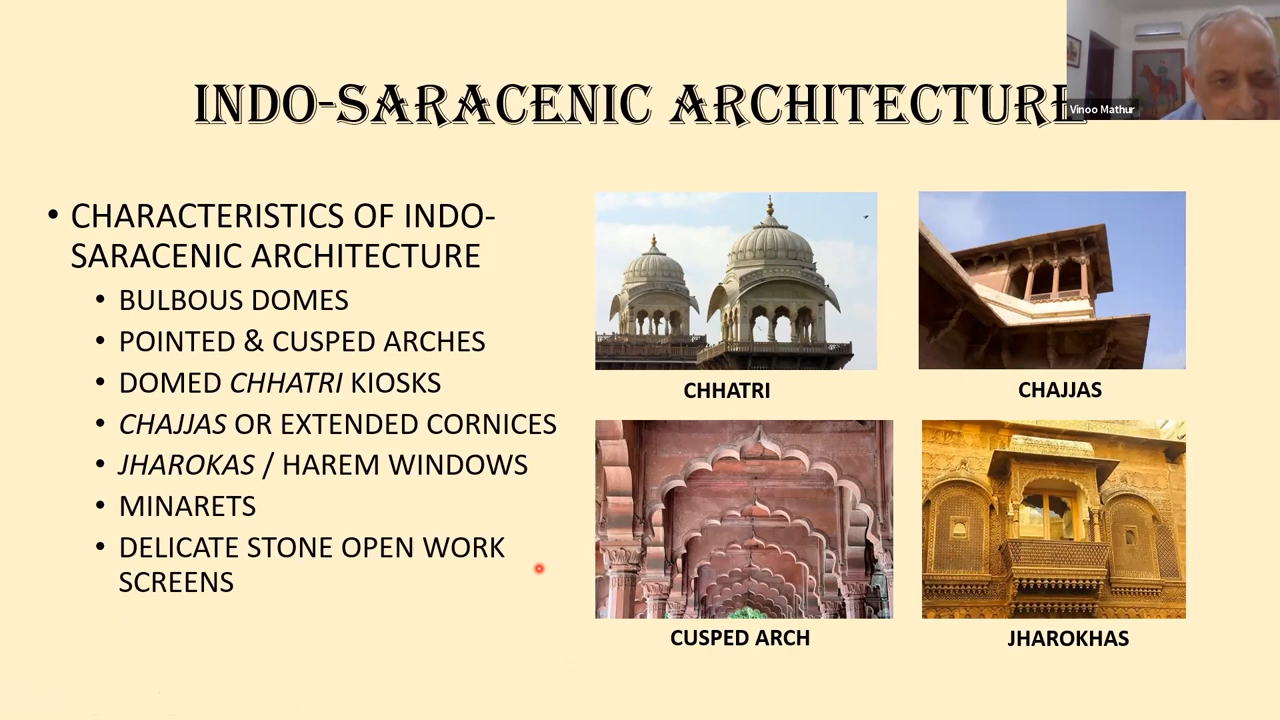 INDO-SARACENIC ARCHITECTURE
Vinoo Mathur
• CHARACTERISTICS OF INDO-
SARACENIC ARCHITECTURE
• BULBOUS DOMES
• POINTED & CUSPED ARCHES
• DOMED CHHATRI KIOSKS
• CHAJJAS OR EXTENDED CORNICES
• JHAROKAS / HAREM WINDOWS
• MINARETS
• DELICATE STONE OPEN WORK
SCREENS
CHHATRI
CHAJJAS
CUSPED ARCH
JHAROKHAS